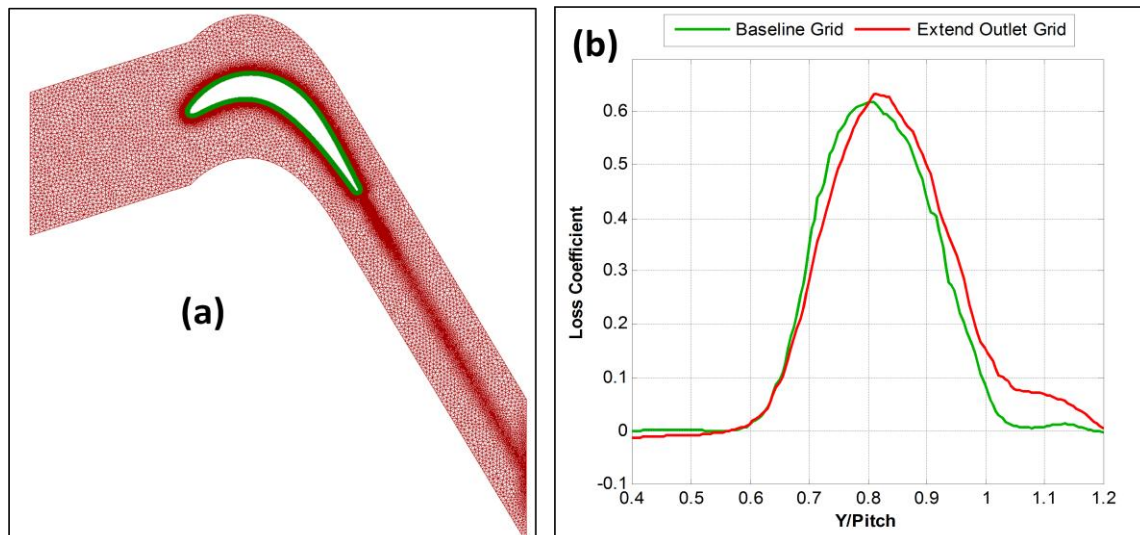 (a)
(b)
Baseline Grid
Extend Outlet Grid
Loss Coefficient
0.6
0.5
0.4
0.3
0.2
0.1
0
-0.1
0.4 0.5 0.6 0.7 0.8 0.9 1 1.1 1.2
Y/Pitch